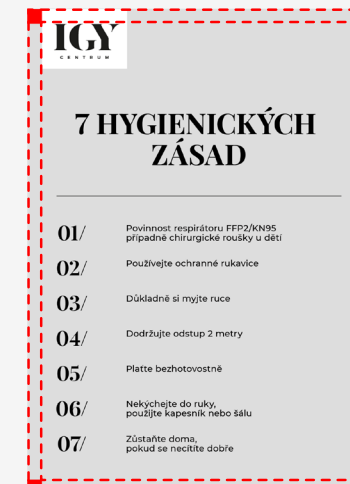 IGY
CENTRUM
7 HYGIENICKÝCH
ZÁSAD
01/ Povinnost respirátoru FFP2/KN95
případně chirurgické roušky u dětí
02/ Používejte ochranné rukavice
03/ Důkladně si myjte ruce
04/ Dodržujte odstup 2 metry
05/ Plaťte bezhotovostně
06/ Nekýchejte do ruky,
použijte kapesník nebo šálu
07/ Zůstaňte doma,
pokud se necítíte dobře